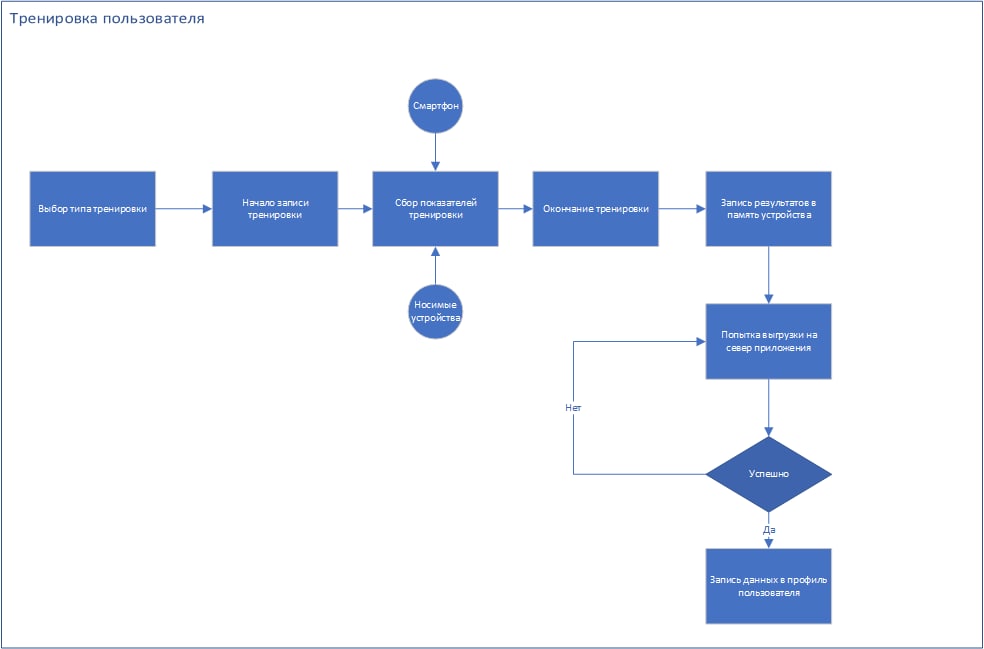 Тренировка пользователя
Смартфон
Выбор типа тренировки
Начало записи
тренировки
Сбор показателей
тренировки
Окончание тренировки
Запись результатов в
память устройства
Носимые
устройства
Попытка выгрузки на
север приложения
Нет
Успешно
Да
Запись данных в профиль
пользователя